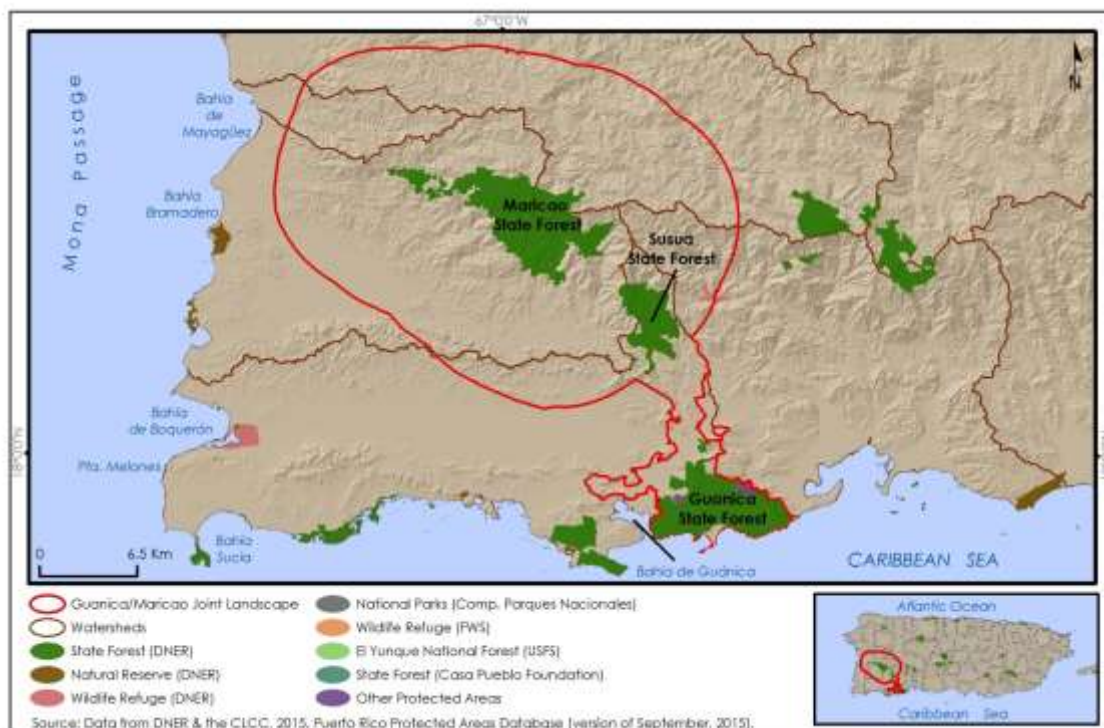 67°0'0"W
Mona Passage
Bahía
de
Mayagüez
Bahía
Bramadero
Maricao
State Forest
Susua
State Forest
Bahía
de Boquerón
Pta. Melones
18°0'0"N
Guanica
State Forest
0 6.5 Km
Bahía
Sucia
Bahía de Guánica
CARIBBEAN SEA
N
Guanica/Maricao Joint Landscape
Watersheds
State Forest (DNER)
Natural Reserve (DNER)
Wildlife Refuge (DNER)
National Parks (Comp. Parques Nacionales)
Wildlife Refuge (FWS)
El Yunque National Forest (USFS)
State Forest (Casa Pueblo Foundation)
Other Protected Areas
Atlantic Ocean
Caribbean Sea
Source: Data from DNER & the CLCC, 2015. Puerto Rico Protected Areas Database (version of September, 2015).